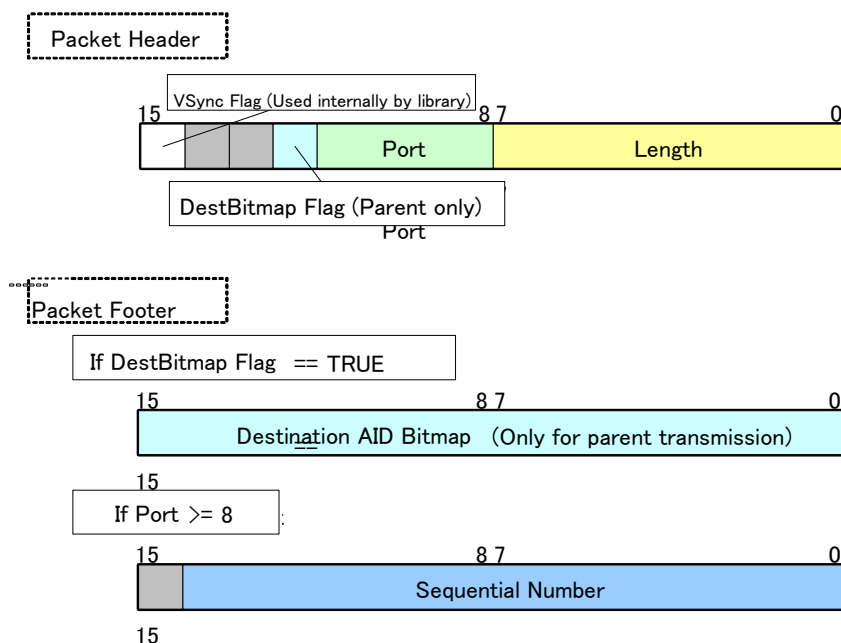 Packet Header
VSync Flag (Used internally by library)
15 8 7 0
Port Length
DestBitmap Flag (Parent only)
Port
Packet Footer
If DestBitmap Flag == TRUE
15 8 7 0
Destination AID Bitmap (Only for parent transmission)
==
15
If Port >= 8 :
15 8 7 0
Sequential Number
15